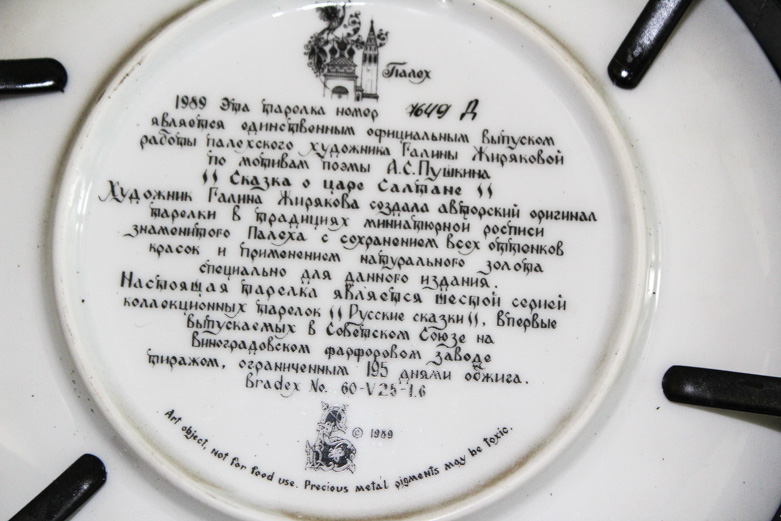 Палех
1989 Эта тарелка номер 1649 Д
является единственным официальным выпуском
работы палехского художника Галины Жиряковой
по мотивам поэмы А.С.Пушкина
"Сказка о царе Салтане"
Художник Галина Жирякова создала авторский оригинал
тарелки в традициях миниатюрной росписи
знаменитого Палеха с сохранением всех оттенков
красок и применением натурального золота
специально для данного издания.
Настоящая тарелка является шестой серией
коллекционных тарелок "Русские сказки", впервые
выпускаемых в Советском Союзе на
Виноградовском фарфоровом заводе
тиражом, ограниченным 195 днями обжига.
Bradex No. 60-V25-1.6
© 1989
Art object, not for food use. Precious metal pigments may be toxic.